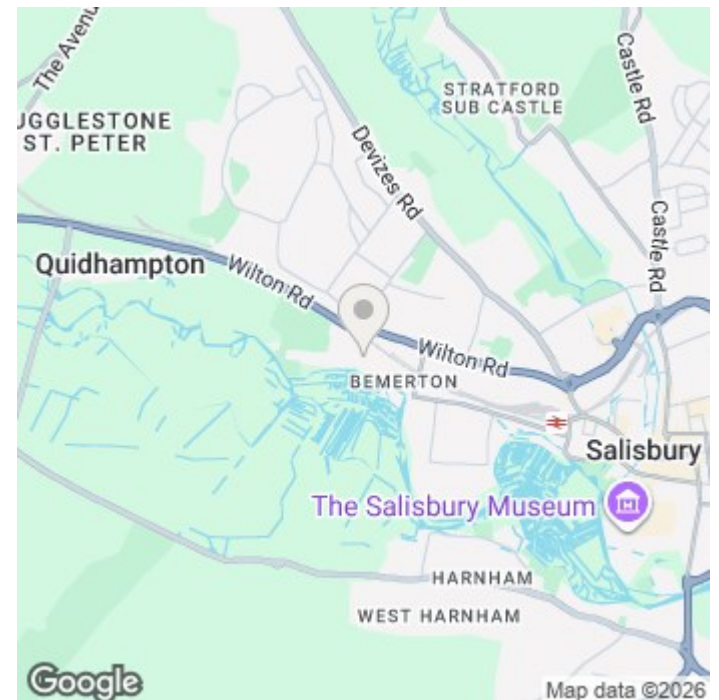 The Avenu
STRATFORD
SUB CASTLE
Castle Rd
UGGLESTONE
ST. PETER
Devizes Rd
Castle Rd
Quidhampton
Wilton Rd
Wilton Rd
BEMERTON
Salisbury
The Salisbury Museum
HARNHAM
WEST HARNHAM
Google
Map data ©2026